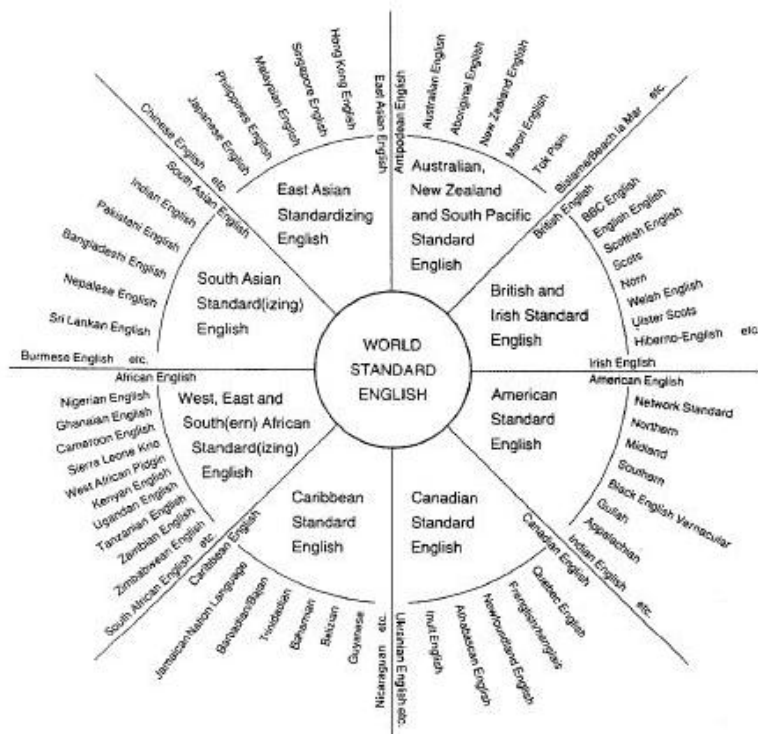 WORLD
STANDARD
ENGLISH
Australian,
New Zealand
and South Pacific
Standard
English
Antipodean English
Australian English
Aboriginal English
New Zealand English
Maori English
Tok Pisin
Bislama/Beach la Mar etc.
British and
Irish Standard
English
British English
BBC English
English English
Scottish English
Scots
Norn
Welsh English
Ulster Scots
Hiberno-English etc
Irish English
American
Standard
English
American English
Network Standard
Northern
Midland
Southern
Black English Vernacular
Gullah
Appalachian
Indian English etc.
Canadian
Standard
English
Canadian English
Quebec English
Frenglish/franglais
Newfoundland English
Athabascan English
Inuit English
Ukrainian English etc.
Caribbean
Standard
English
Caribbean English
Jamaican Nation Language
Barbadian/Bajan
Trinidadian
Bahamian
Belizian
Guyanese
Nicaraguan etc.
West, East and
South(ern) African
Standard(izing)
English
African English
Nigerian English
Ghanaian English
Cameroon English
Sierra Leone Krio
West African Pidgin
Kenyan English
Ugandan English
Tanzanian English
Zambian English
Zimbabwean English
South African English etc.
South Asian
Standard(izing)
English
South Asian English
Indian English
Pakistani English
Bangladeshi English
Nepalese English
Sri Lankan English
Burmese English etc.
East Asian
Standardizing
English
East Asian English
Hong Kong English
Singapore English
Malaysian English
Philippines English
Japanese English
Chinese English etc.